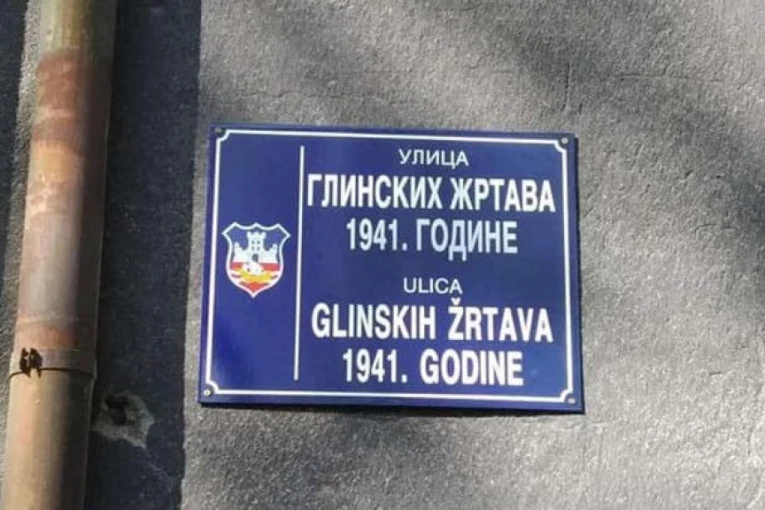 УЛИЦА
ГЛИНСКИХ ЖРТАВА
1941. ГОДИНЕ
ULICA
GLINSKIH ŽRTAVA
1941. GODINE